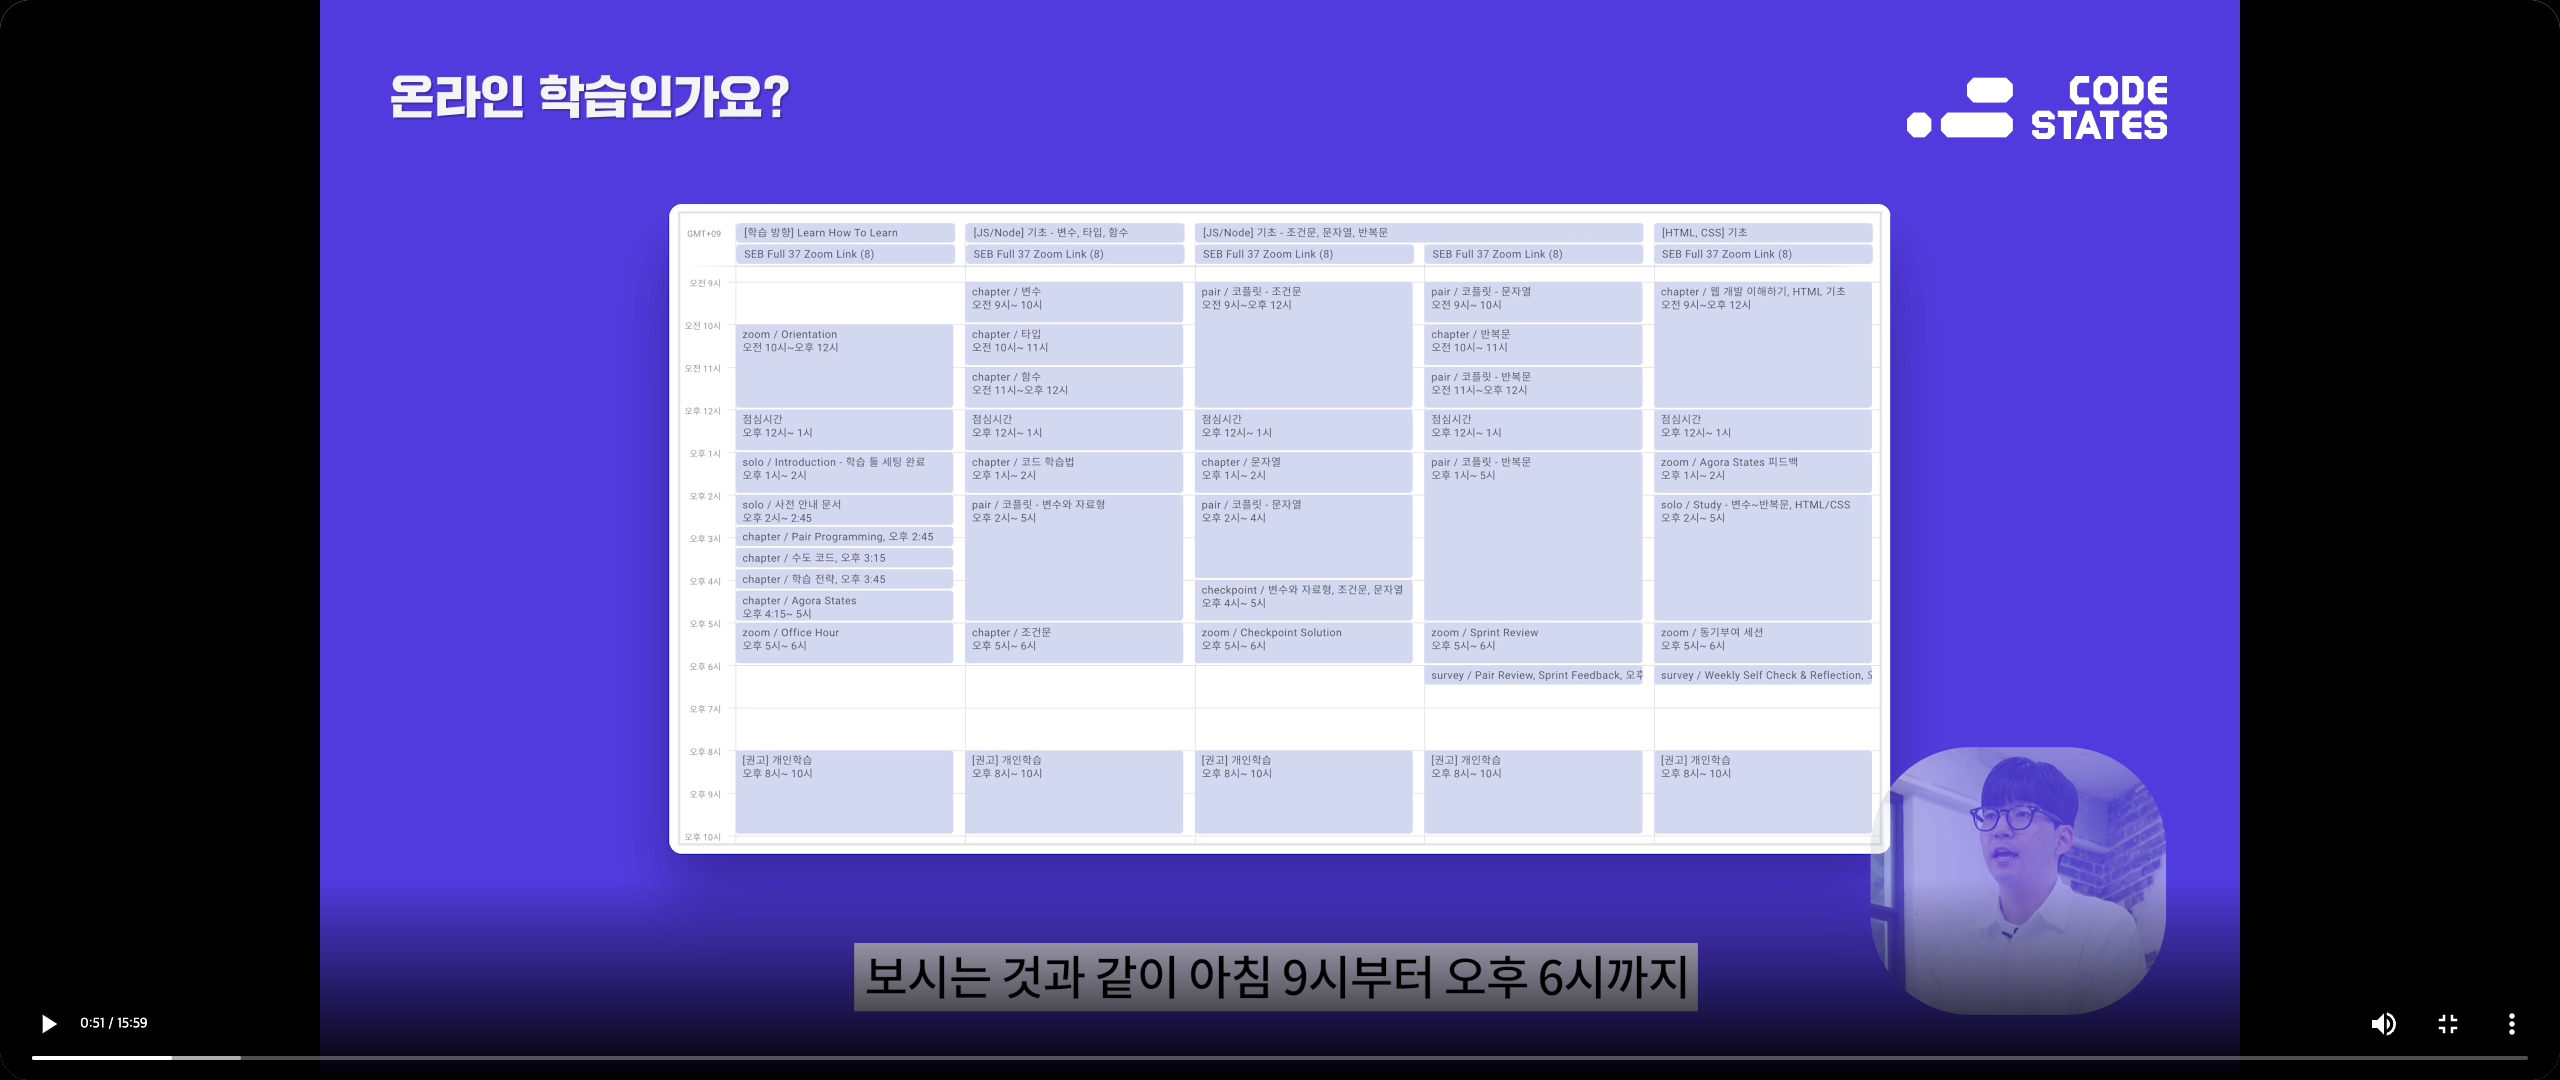 온라인 학습인가요?
CODE
STATES
GMT+09
[학습 방향] Learn How To Learn
[JS/Node] 기초 - 변수, 타입, 함수
[JS/Node] 기초 - 조건문, 문자열, 반복문
[HTML, CSS] 기초
SEB Full 37 Zoom Link (8)
SEB Full 37 Zoom Link (8)
SEB Full 37 Zoom Link (8)
SEB Full 37 Zoom Link (8)
SEB Full 37 Zoom Link (8)
오전 9시
오전 10시
오전 11시
오후 12시
오후 1시
오후 2시
오후 3시
오후 4시
오후 5시
오후 6시
오후 7시
오후 8시
오후 9시
오후 10시
zoom / Orientation
오전 10시~오후 12시
점심시간
오후 12시~ 1시
solo / Introduction - 학습 툴 세팅 완료
오후 1시~ 2시
solo / 사전 안내 문서
오후 2시~ 2:45
chapter / Pair Programming, 오후 2:45
chapter / 수도 코드, 오후 3:15
chapter / 학습 전략, 오후 3:45
chapter / Agora States
오후 4:15~ 5시
zoom / Office Hour
오후 5시~ 6시
[권고] 개인학습
오후 8시~ 10시
chapter / 변수
오전 9시~ 10시
chapter / 타입
오전 10시~ 11시
chapter / 함수
오전 11시~오후 12시
점심시간
오후 12시~ 1시
chapter / 코드 학습법
오후 1시~ 2시
pair / 코플릿 - 변수와 자료형
오후 2시~ 5시
chapter / 조건문
오후 5시~ 6시
[권고] 개인학습
오후 8시~ 10시
pair / 코플릿 - 조건문
오전 9시~오후 12시
점심시간
오후 12시~ 1시
chapter / 문자열
오후 1시~ 2시
pair / 코플릿 - 문자열
오후 2시~ 4시
checkpoint / 변수와 자료형, 조건문, 문자열
오후 4시~ 5시
zoom / Checkpoint Solution
오후 5시~ 6시
[권고] 개인학습
오후 8시~ 10시
pair / 코플릿 - 문자열
오전 9시~ 10시
chapter / 반복문
오전 10시~ 11시
pair / 코플릿 - 반복문
오전 11시~오후 12시
점심시간
오후 12시~ 1시
pair / 코플릿 - 반복문
오후 1시~ 5시
zoom / Sprint Review
오후 5시~ 6시
survey / Pair Review, Sprint Feedback, 오후
[권고] 개인학습
오후 8시~ 10시
chapter / 웹 개발 이해하기, HTML 기초
오전 9시~오후 12시
점심시간
오후 12시~ 1시
zoom / Agora States 피드백
오후 1시~ 2시
solo / Study - 변수~반복문, HTML/CSS
오후 2시~ 5시
zoom / 동기부여 세션
오후 5시~ 6시
survey / Weekly Self Check & Reflection,
[권고] 개인학습
오후 8시~ 10시
보시는 것과 같이 아침 9시부터 오후 6시까지
0:51 / 15:59